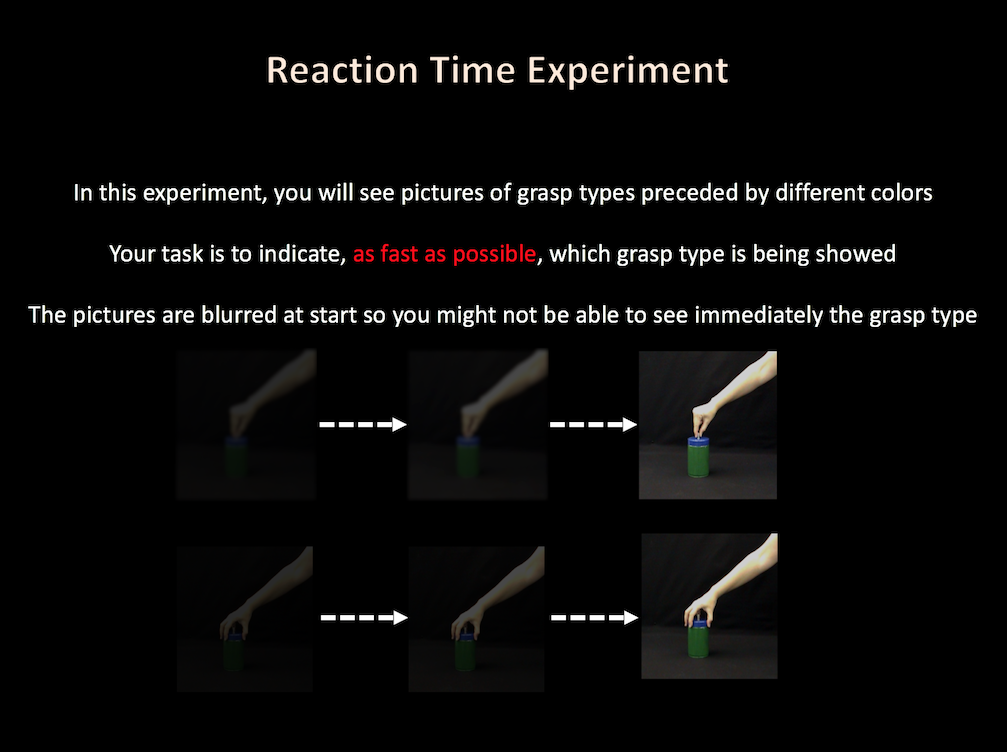 Reaction Time Experiment
In this experiment, you will see pictures of grasp types preceded by different colors
Your task is to indicate, as fast as possible, which grasp type is being showed
The pictures are blurred at start so you might not be able to see immediately the grasp type